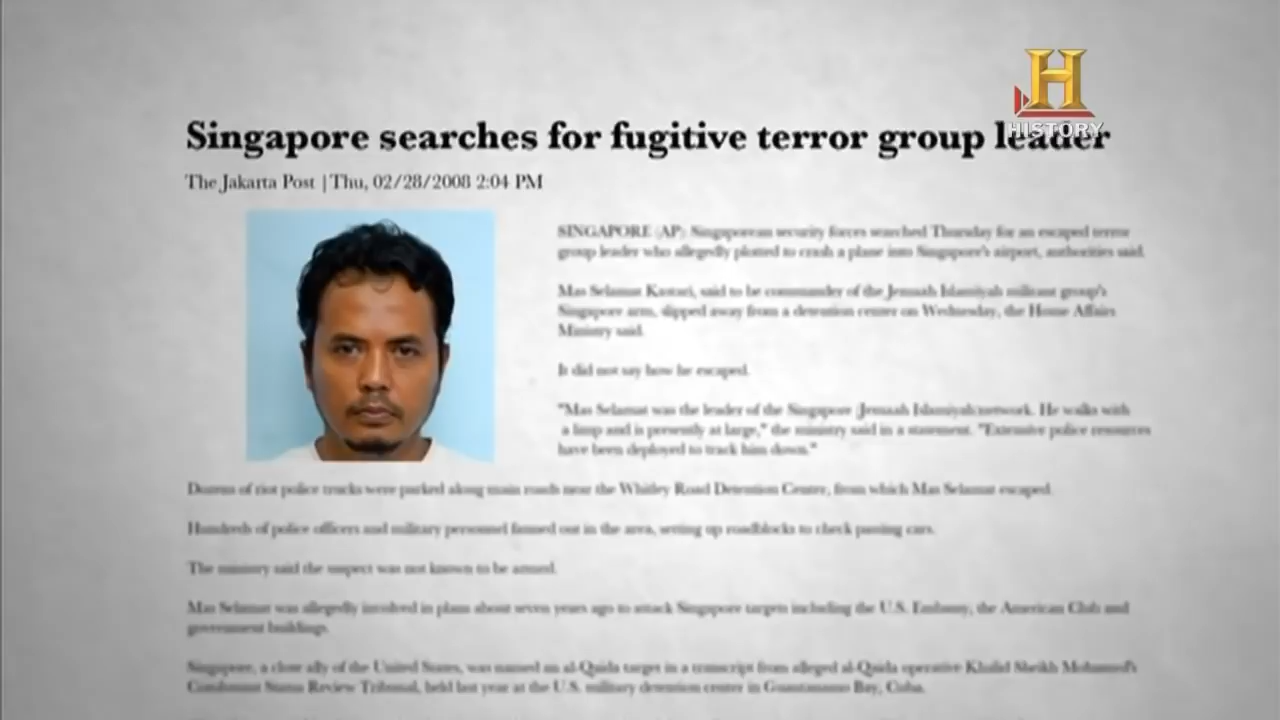 H
HISTORY
Singapore searches for fugitive terror group leader
The Jakarta Post | Thu, 02/28/2008 2:04 PM
SINGAPORE (AP): Singaporean security forces searched Thursday for an escaped terror
group leader who allegedly plotted to crash a plane into Singapore's airport, authorities said.
Mas Selamat Kastari, said to be commander of the Jemaah Islamiyah militant group's
Singapore arm, slipped away from a detention center on Wednesday, the Home Affairs
Ministry said.
It did not say how he escaped.
"Mas Selamat was the leader of the Singapore (Jemaah Islamiyah) network. He walks with
a limp and is presently at large," the ministry said in a statement. "Extensive police resources
have been deployed to track him down."
Dozens of riot police trucks were parked along main roads near the Whitley Road Detention Centre, from which Mas Selamat escaped.
Hundreds of police officers and military personnel fanned out in the area, setting up roadblocks to check passing cars.
The ministry said the suspect was not known to be armed.
Mas Selamat was allegedly involved in plans about seven years ago to attack Singapore targets including the U.S. Embassy, the American Club and
government buildings.
Singapore, a close ally of the United States, was named an al-Qaida target in a transcript from alleged al-Qaida operative Khalid Sheikh Mohamed's
Combatant Status Review Tribunal, held last year at the U.S. military detention center in Guantanamo Bay, Cuba.